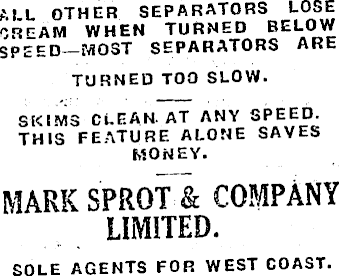 ALL OTHER SEPARATORS LOSE
CREAM WHEN TURNED BELOW
SPEED—MOST SEPARATORS ARE
TURNED TOO SLOW.
SKIMS CLEAN AT ANY SPEED.
THIS FEATURE ALONE SAVES
MONEY.
MARK SPROT & COMPANY
LIMITED.
SOLE AGENTS FOR WEST COAST.